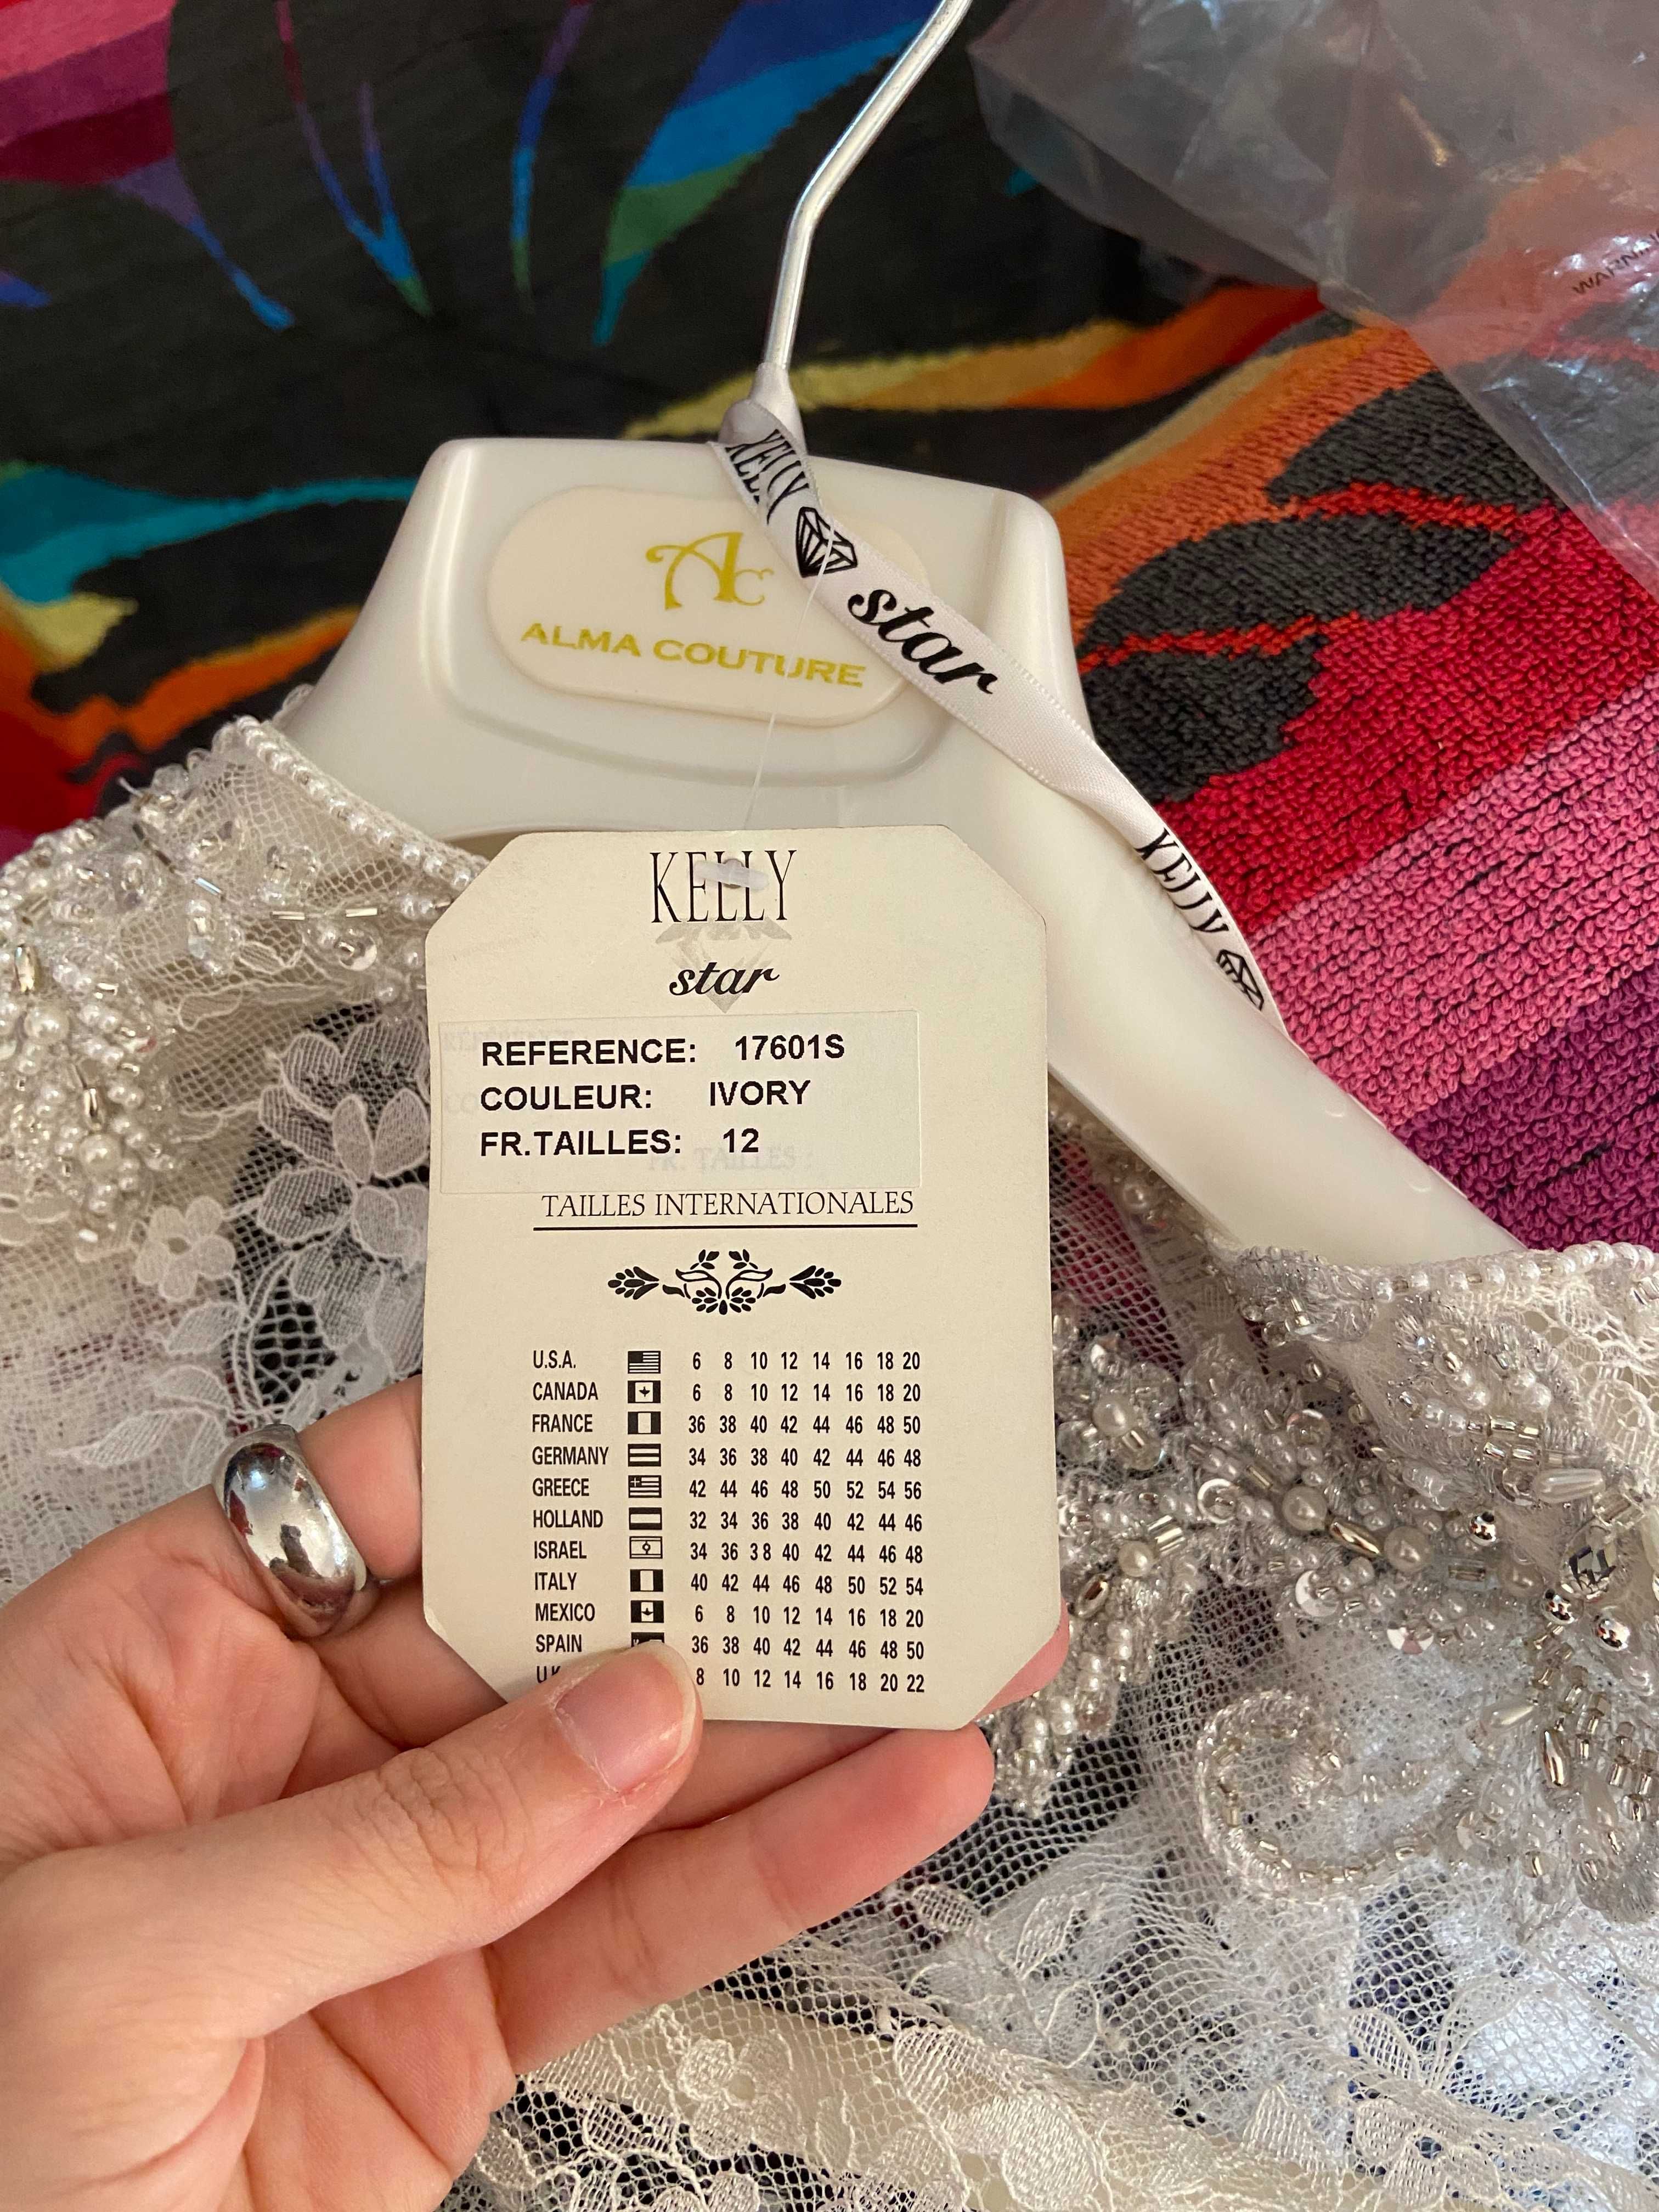 KELLY
star
KELLY
Ac
ALMA COUTURE
KELLY
star
REFERENCE: 17601S
COULEUR: IVORY
FR.TAILLES: 12
FR. TAILLES :
TAILLES INTERNATIONALES
U.S.A. 6 8 10 12 14 16 18 20
CANADA 6 8 10 12 14 16 18 20
FRANCE 36 38 40 42 44 46 48 50
GERMANY 34 36 38 40 42 44 46 48
GREECE 42 44 46 48 50 52 54 56
HOLLAND 32 34 36 38 40 42 44 46
ISRAEL 34 36 38 40 42 44 46 48
ITALY 40 42 44 46 48 50 52 54
MEXICO 6 8 10 12 14 16 18 20
SPAIN 36 38 40 42 44 46 48 50
8 10 12 14 16 18 20 22